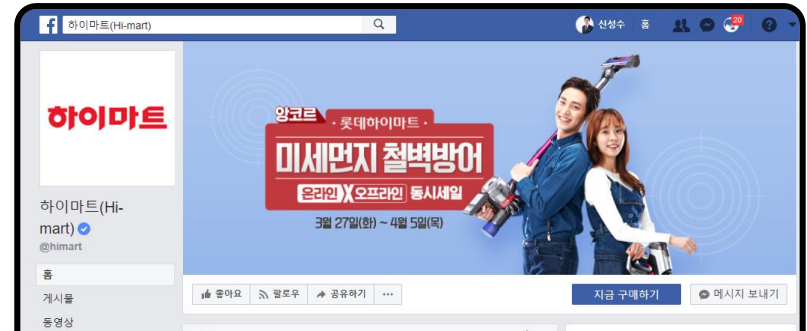 하이마트(Hi-mart)
신성수
홈
20
하이마트
앙코르
· 롯데하이마트 ·
미세먼지 철벽방어
온라인 X 오프라인 동시세일
3월 27일(화) ~ 4월 5일(목)
하이마트(Hi-
mart)
@himart
홈
게시물
동영상
좋아요 팔로우 공유하기 ...
지금 구매하기
메시지 보내기